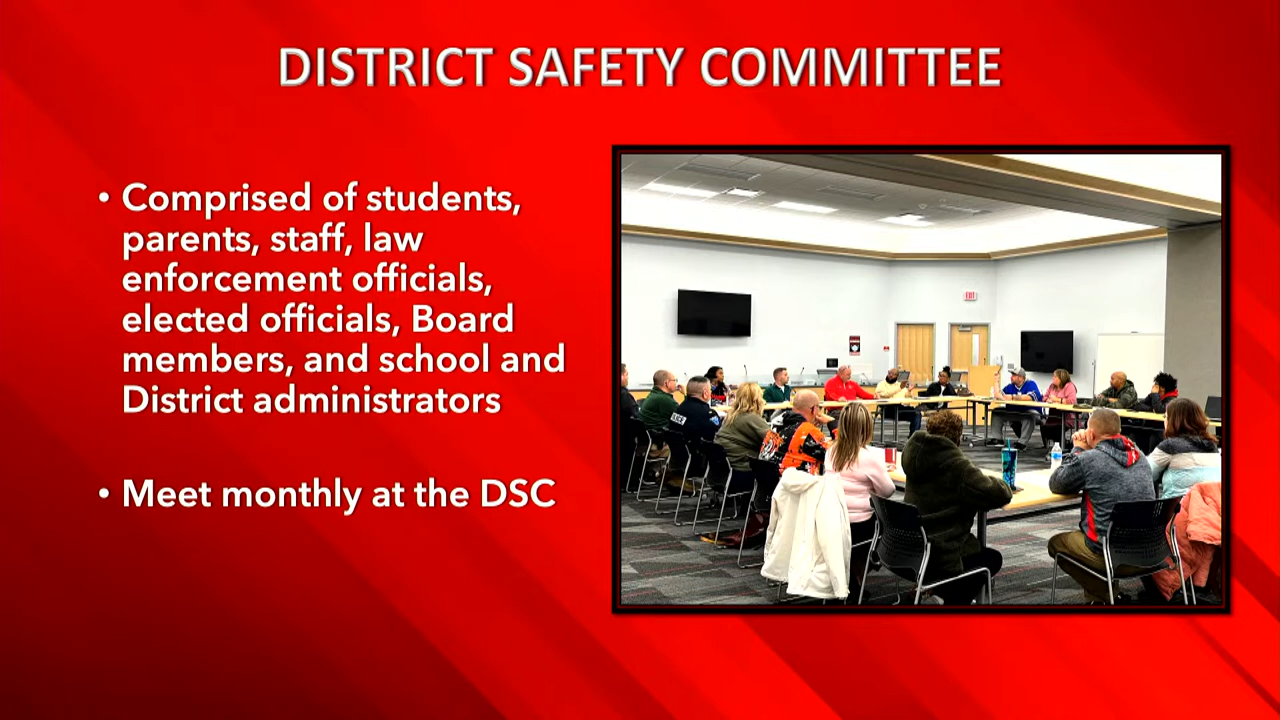 DISTRICT SAFETY COMMITTEE
• Comprised of students,
parents, staff, law
enforcement officials,
elected officials, Board
members, and school and
District administrators
• Meet monthly at the DSC
EXIT